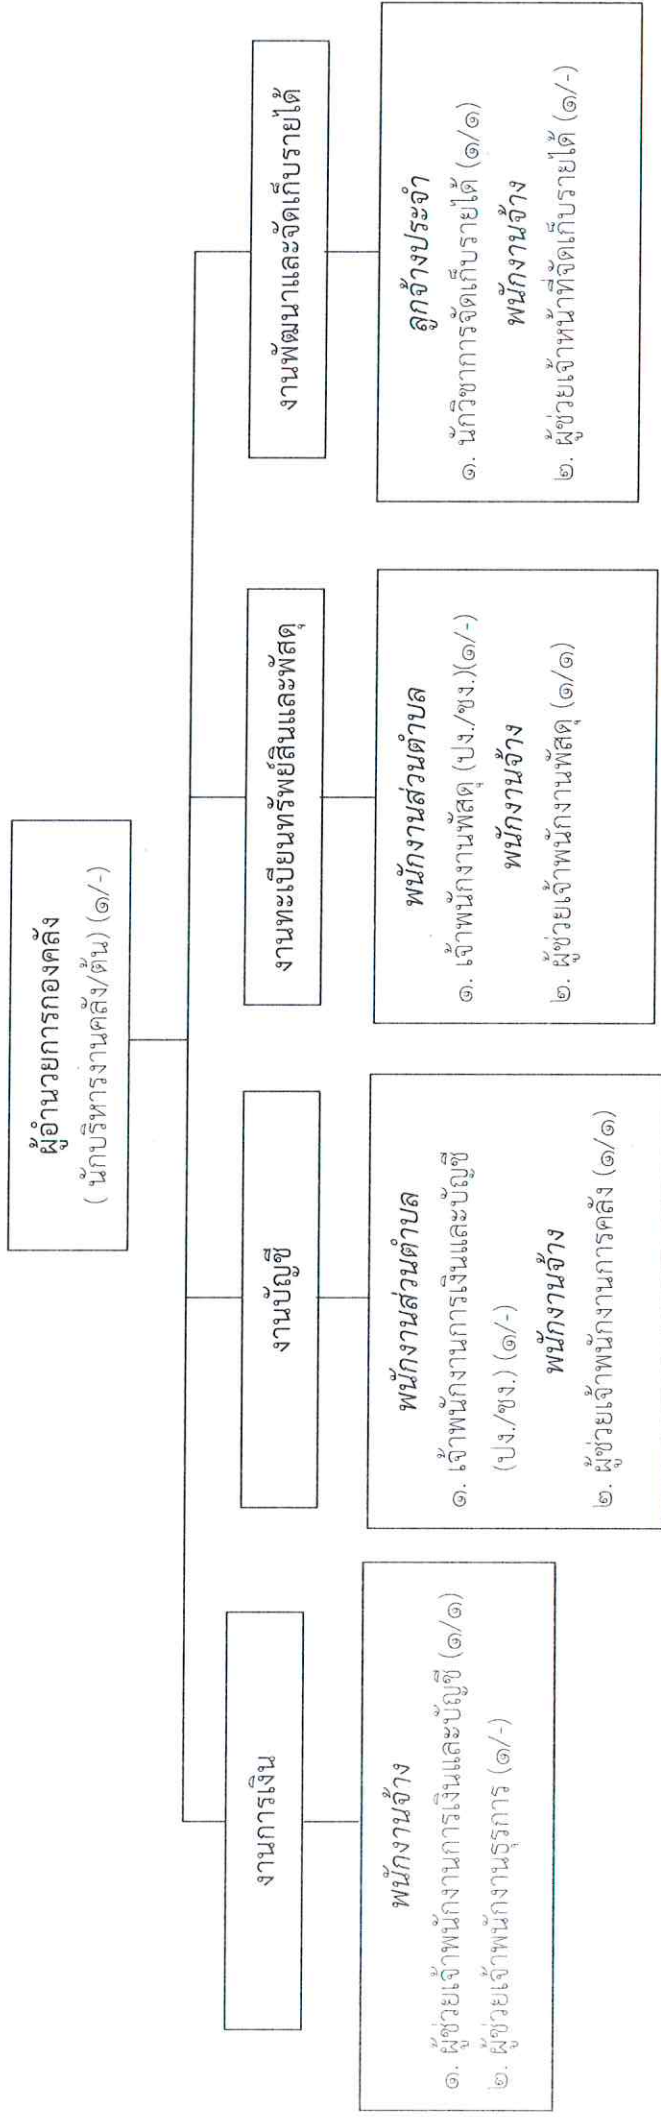 ผู้อำนวยการกองคลัง
( นักบริหารงานคลัง/ต้น) (๑/-)
งานการเงิน
พนักงานจ้าง
๑. ผู้ช่วยเจ้าพนักงานการเงินและบัญชี (๑/๑)
๒. ผู้ช่วยเจ้าพนักงานธุรการ (๑/-)
งานบัญชี
พนักงานส่วนตำบล
๑. เจ้าพนักงานการเงินและบัญชี
(ปง./ชง.) (๑/-)
พนักงานจ้าง
๒. ผู้ช่วยเจ้าพนักงานการคลัง (๑/๑)
งานทะเบียนทรัพย์สินและพัสดุ
พนักงานส่วนตำบล
๑. เจ้าพนักงานพัสดุ (ปง./ชง.)(๑/-)
พนักงานจ้าง
๒. ผู้ช่วยเจ้าพนักงานพัสดุ (๑/๑)
งานพัฒนาและจัดเก็บรายได้
ลูกจ้างประจำ
๑. นักวิชาการจัดเก็บรายได้ (๑/๑)
พนักงานจ้าง
๒. ผู้ช่วยเจ้าหน้าที่จัดเก็บรายได้ (๑/-)